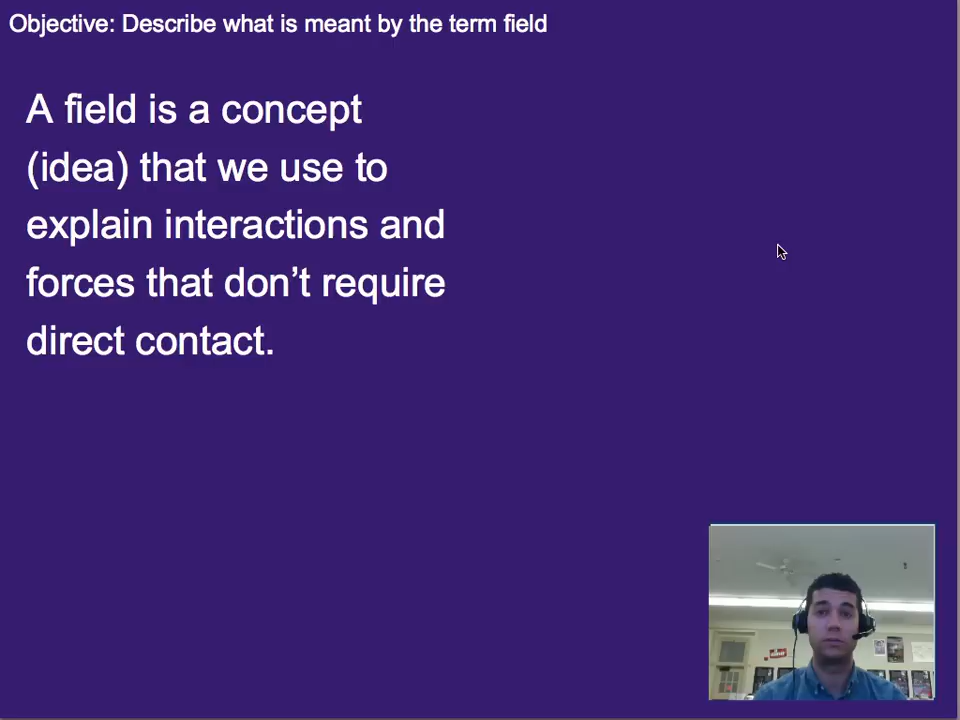 Objective: Describe what is meant by the term field
A field is a concept
(idea) that we use to
explain interactions and
forces that don’t require
direct contact.